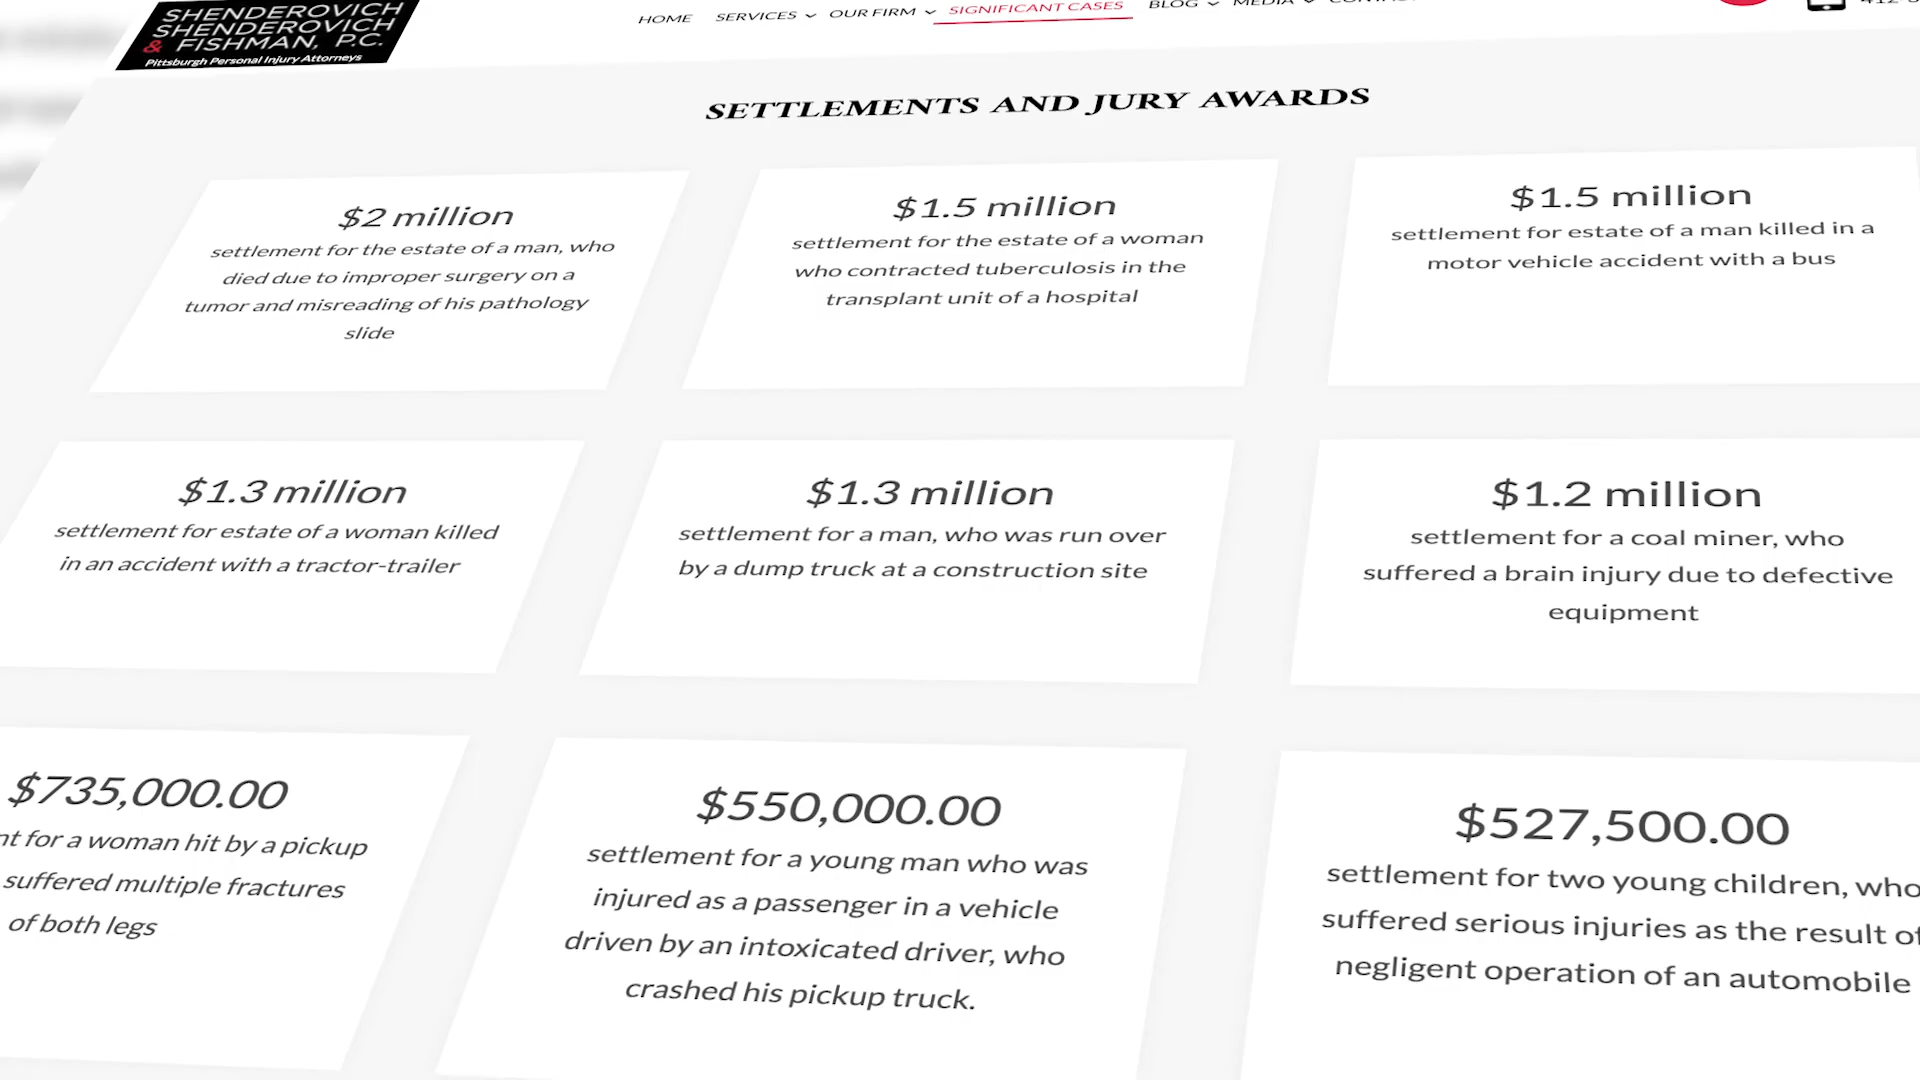 SHENDEROVICH
SHENDEROVICH
& FISHMAN, P.C.
Pittsburgh Personal Injury Attorneys
HOME SERVICES OUR FIRM SIGNIFICANT CASES BLOG MEDIA
SETTLEMENTS AND JURY AWARDS
$2 million
settlement for the estate of a man, who
died due to improper surgery on a
tumor and misreading of his pathology
slide
$1.5 million
settlement for the estate of a woman
who contracted tuberculosis in the
transplant unit of a hospital
$1.5 million
settlement for estate of a man killed in a
motor vehicle accident with a bus
$1.3 million
settlement for estate of a woman killed
in an accident with a tractor-trailer
$1.3 million
settlement for a man, who was run over
by a dump truck at a construction site
$1.2 million
settlement for a coal miner, who
suffered a brain injury due to defective
equipment
$735,000.00
nt for a woman hit by a pickup
suffered multiple fractures
of both legs
$550,000.00
settlement for a young man who was
injured as a passenger in a vehicle
driven by an intoxicated driver, who
crashed his pickup truck.
$527,500.00
settlement for two young children, who
suffered serious injuries as the result of
negligent operation of an automobile